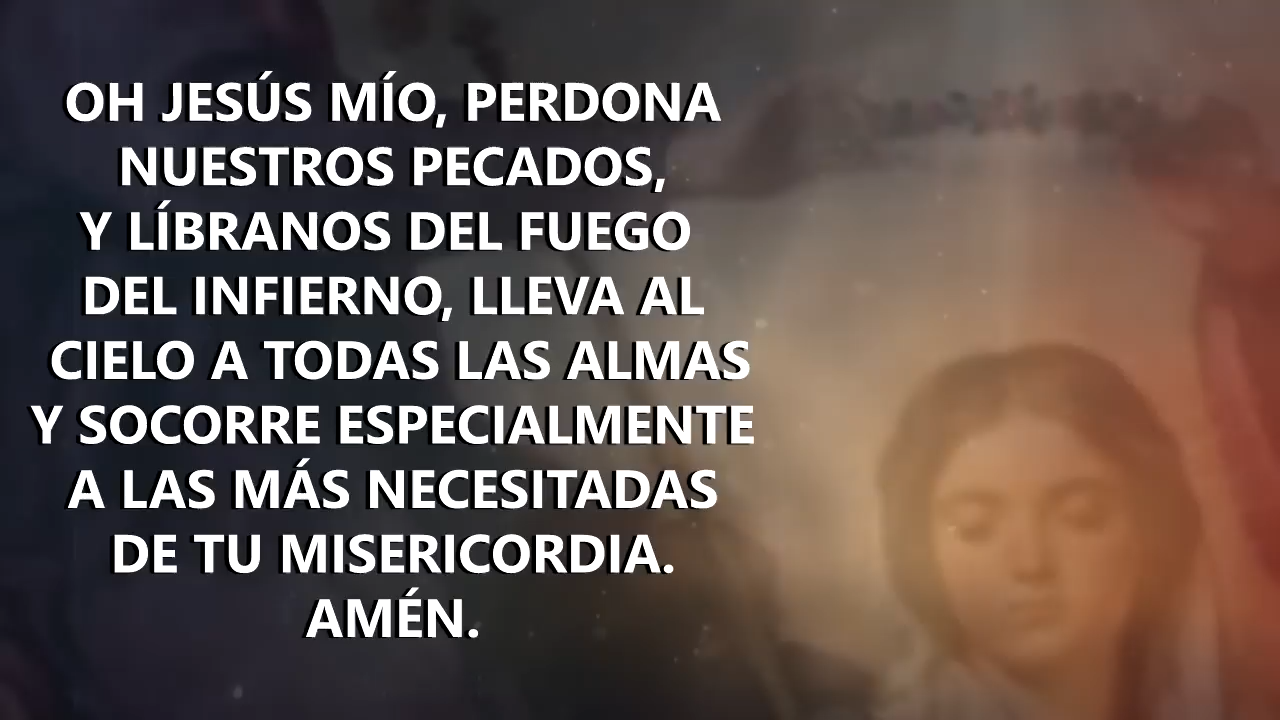 OH JESÚS MÍO, PERDONA
NUESTROS PECADOS,
Y LÍBRANOS DEL FUEGO
DEL INFIERNO, LLEVA AL
CIELO A TODAS LAS ALMAS
Y SOCORRE ESPECIALMENTE
A LAS MÁS NECESITADAS
DE TU MISERICORDIA.
AMÉN.